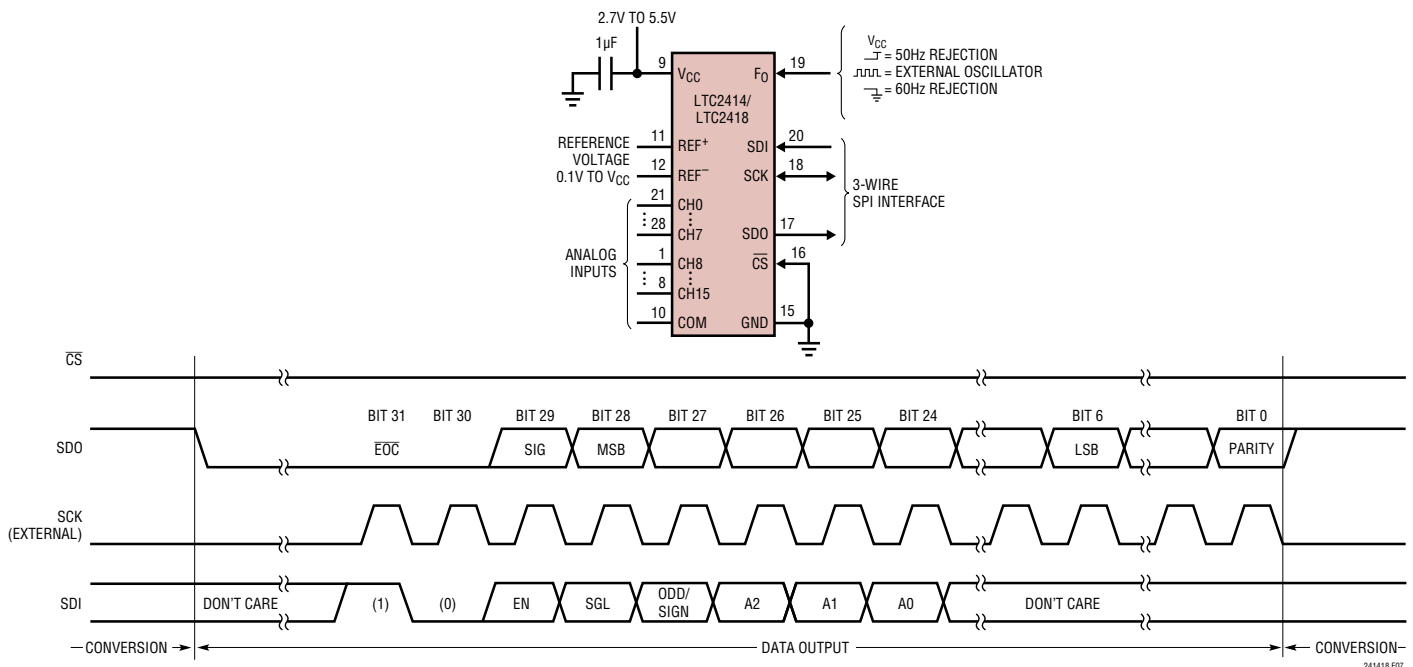 2.7V TO 5.5V
1µF
9
VCC
FO
19
VCC
= 50Hz REJECTION
= EXTERNAL OSCILLATOR
= 60Hz REJECTION
LTC2414/
LTC2418
REFERENCE
VOLTAGE
0.1V TO VCC
11
REF+
12
REF–
SDI
20
SCK
18
3-WIRE
SPI INTERFACE
21
CH0
28
CH7
SDO
17
ANALOG
INPUTS
1
CH8
8
CH15
CS
16
10
COM
GND
15
CS
BIT 31
BIT 30
BIT 29
BIT 28
BIT 27
BIT 26
BIT 25
BIT 24
BIT 6
BIT 0
SDO
EOC
SIG
MSB
LSB
PARITY
SCK
(EXTERNAL)
SDI
DON'T CARE
(1)
(0)
EN
SGL
ODD/
SIGN
A2
A1
A0
DON'T CARE
CONVERSION
DATA OUTPUT
CONVERSION
241418 F07